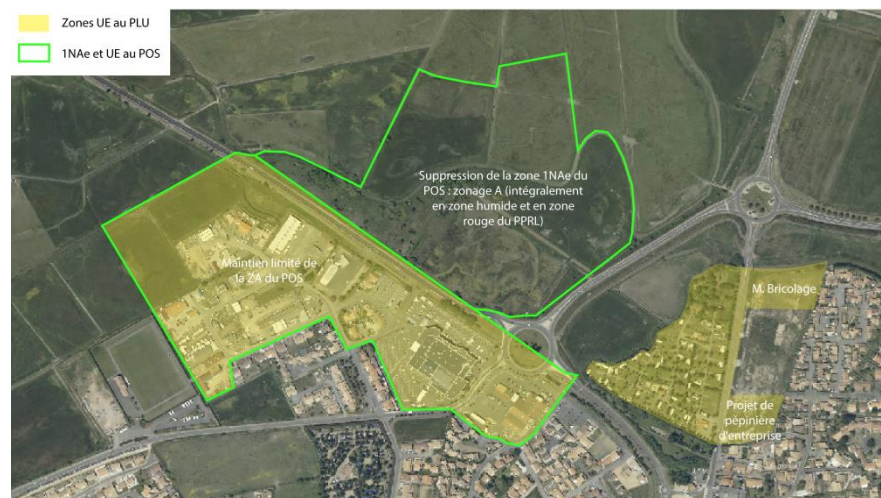 Zones UE au PLU
1NAe et UE au POS
Suppression de la zone 1NAe du
POS : zonage A (intégralement
en zone humide et en zone
rouge du PPRL)
Maintien limité de
la ZA du POS
M. Bricolage
Projet de
pépinière
d'entreprise